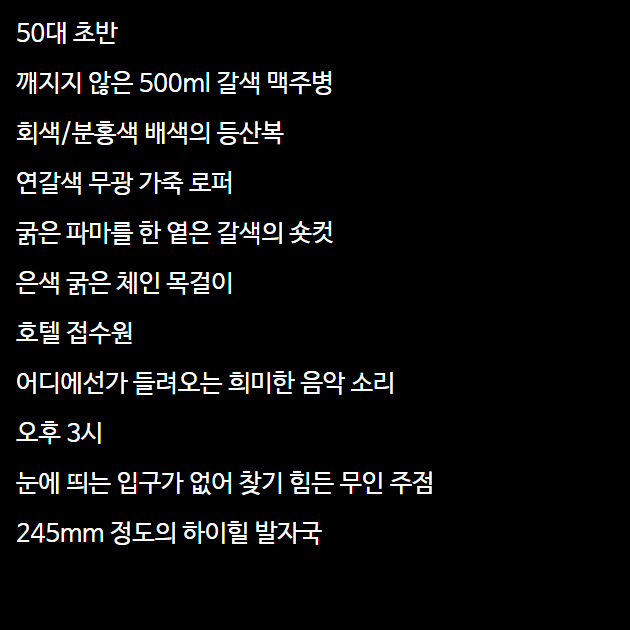 50대 초반
깨지지 않은 500ml 갈색 맥주병
회색/분홍색 배색의 등산복
연갈색 무광 가죽 로퍼
굵은 파마를 한 옅은 갈색의 숏컷
은색 굵은 체인 목걸이
호텔 접수원
어디에선가 들려오는 희미한 음악 소리
오후 3시
눈에 띄는 입구가 없어 찾기 힘든 무인 주점
245mm 정도의 하이힐 발자국